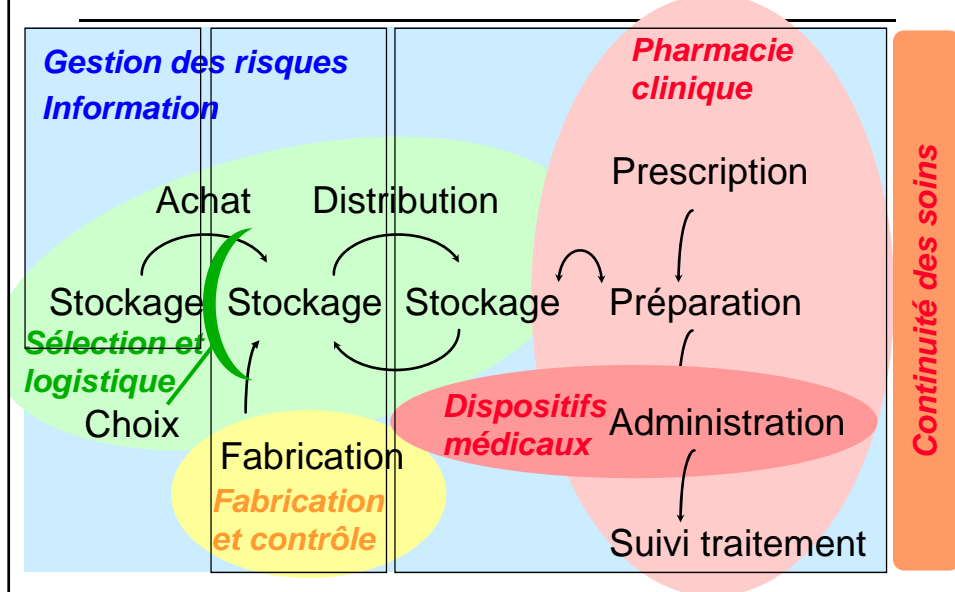 Gestion des risques
Information
Pharmacie
clinique
Prescription
Achat
Distribution
Stockage
Stockage
Stockage
Préparation
Sélection et
logistique
Choix
Dispositifs
médicaux
Administration
Fabrication
Fabrication
et contrôle
Suivi traitement
Continuité des soins